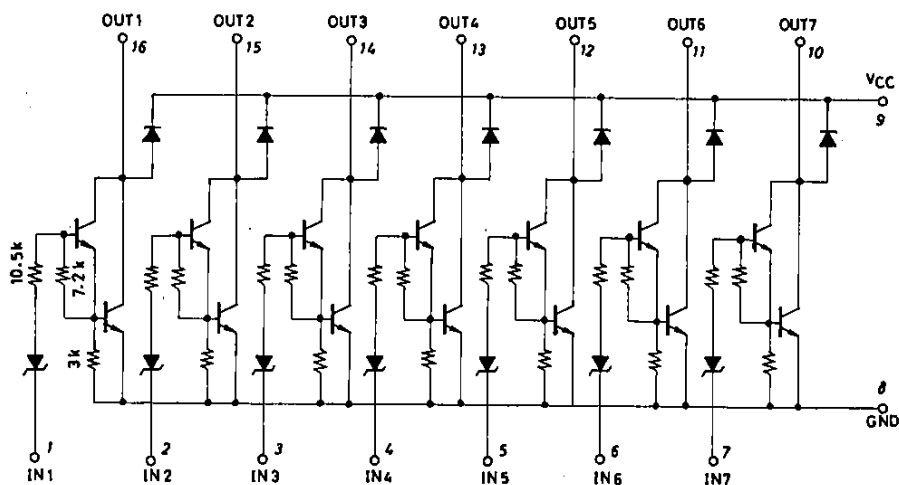 OUT1 OUT2 OUT3 OUT4 OUT5 OUT6 OUT7
16 15 14 13 12 11 10
VCC
9
10.5k
7.2k
3k
8
GND
1 2 3 4 5 6 7
IN1 IN2 IN3 IN4 IN5 IN6 IN7